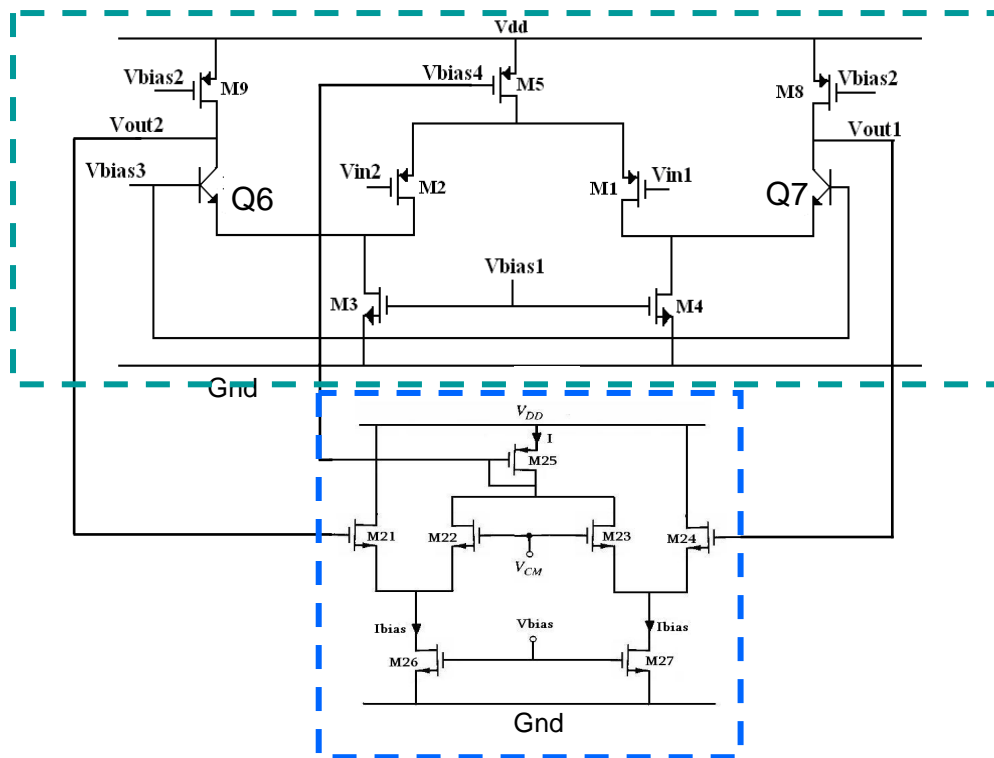 Vdd
Vbias2
M9
Vbias4
M5
Vbias2
M8
Vout2
Vout1
Vbias3
Q6
Vin2
M2
M1
Vin1
Q7
Vbias1
M3
M4
Gnd
VDD
I
M25
M21
M22
M23
M24
VCM
Ibias
Vbias
Ibias
M26
M27
Gnd